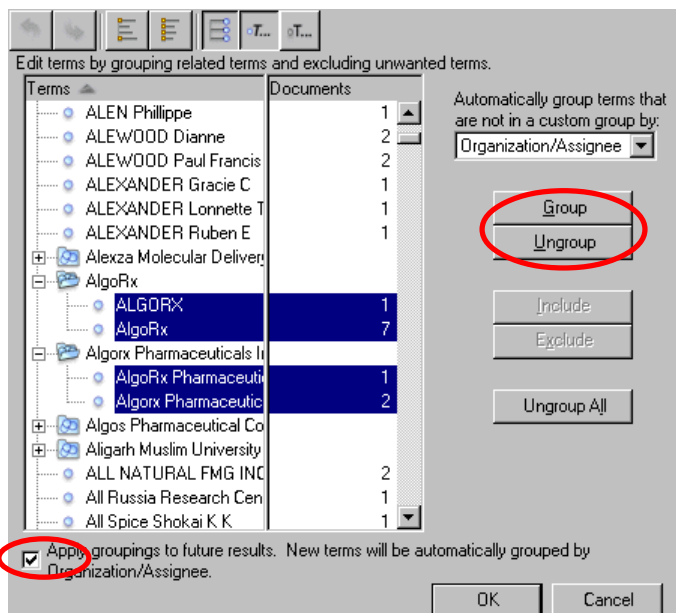 T... T...
Edit terms by grouping related terms and excluding unwanted terms.
Terms Documents
ALEN Phillippe 1
ALEWOOD Dianne 2
ALEWOOD Paul Francis 2
ALEXANDER Gracie C 1
ALEXANDER Lonnette T 1
ALEXANDER Ruben E 1
Alexza Molecular Delivery
AlgoRx
ALGORX 1
AlgoRx 7
Algorx Pharmaceuticals In
AlgoRx Pharmaceuti 1
Algorx Pharmaceutic 2
Algos Pharmaceutical Co
Aligarh Muslim University
ALL NATURAL FMG INC 2
All Russia Research Cen 1
All Spice Shokai K K 1
Automatically group terms that
are not in a custom group by:
Organization/Assignee
Group
Ungroup
Include
Exclude
Ungroup All
Apply groupings to future results. New terms will be automatically grouped by
Organization/Assignee.
OK Cancel